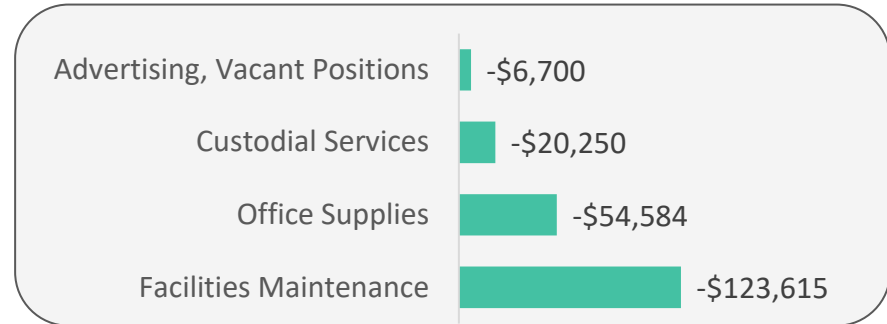 Advertising, Vacant Positions -$6,700
Custodial Services -$20,250
Office Supplies -$54,584
Facilities Maintenance -$123,615